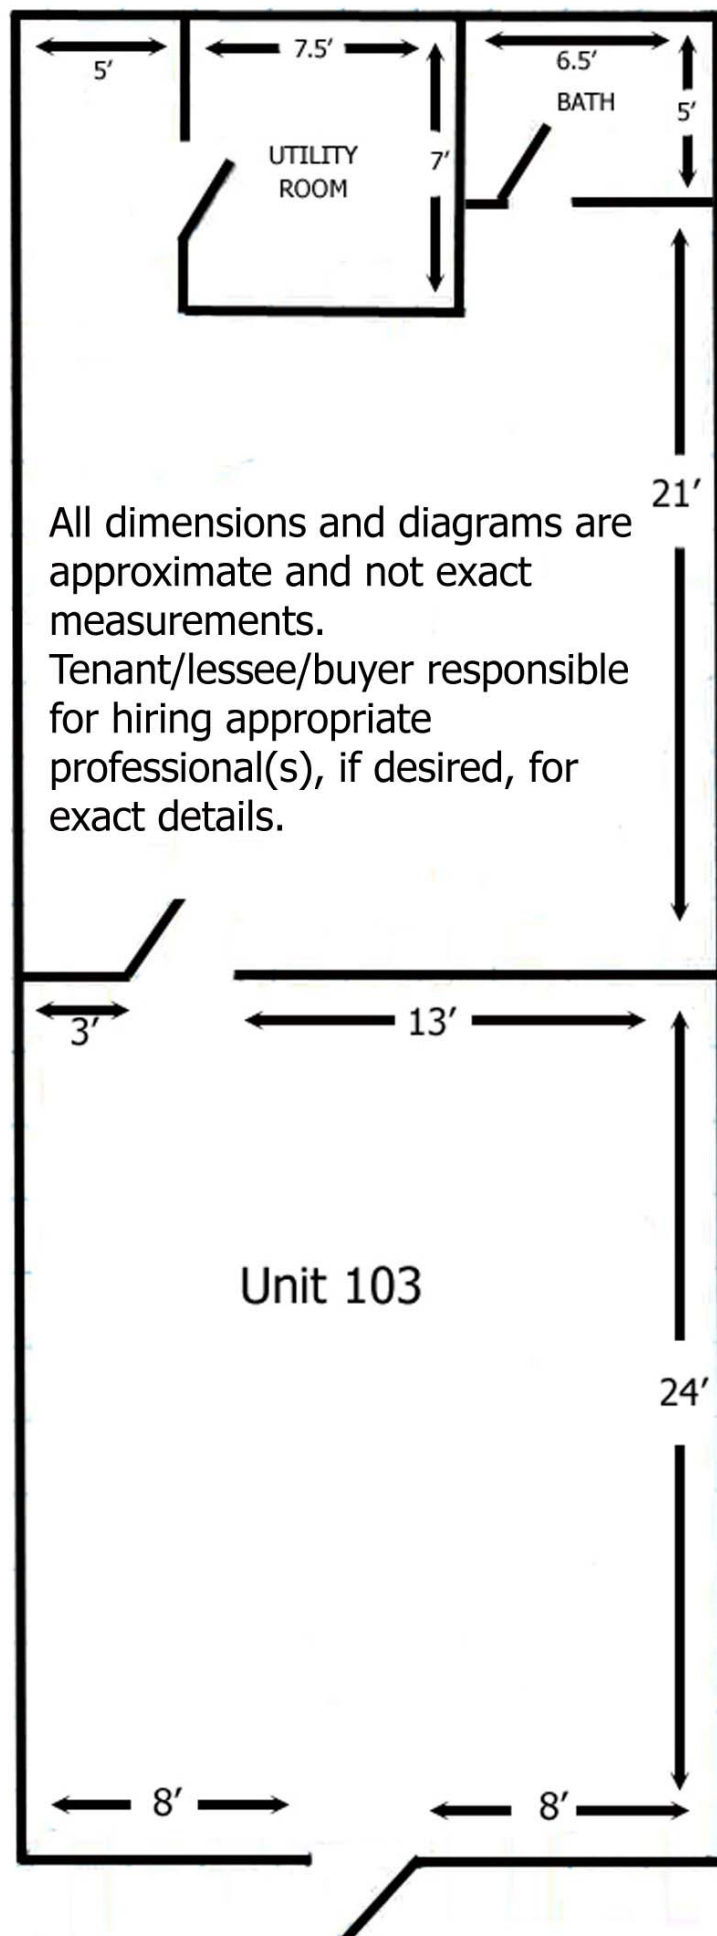 5′
7.5′
6.5′
BATH
5′
UTILITY
ROOM
7′
21′
All dimensions and diagrams are
approximate and not exact
measurements.
Tenant/lessee/buyer responsible
for hiring appropriate
professional(s), if desired, for
exact details.
3′
13′
Unit 103
24′
8′
8′